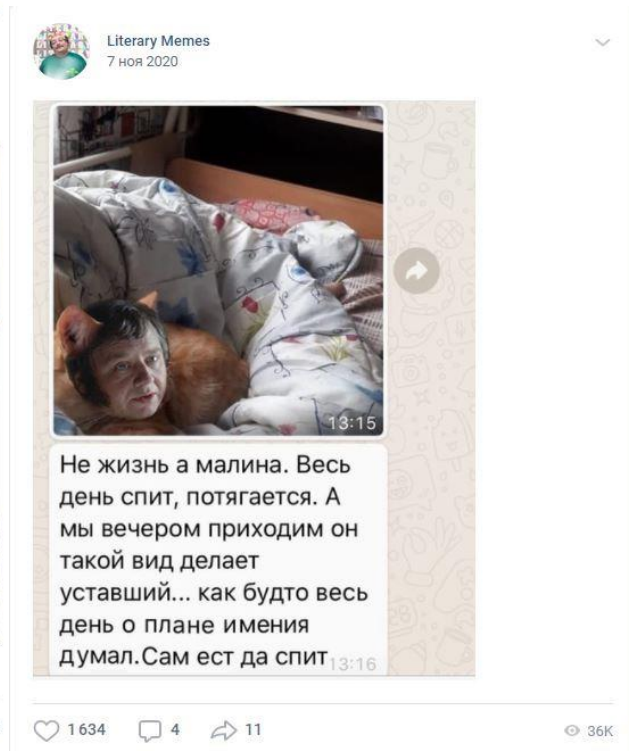 Literary Memes
7 ноя 2020
13:15
Не жизнь а малина. Весь
день спит, потягается. А
мы вечером приходим он
такой вид делает
уставший... как будто весь
день о плане имения
думал.Сам ест да спит 13:16
1 634 4 11 36K